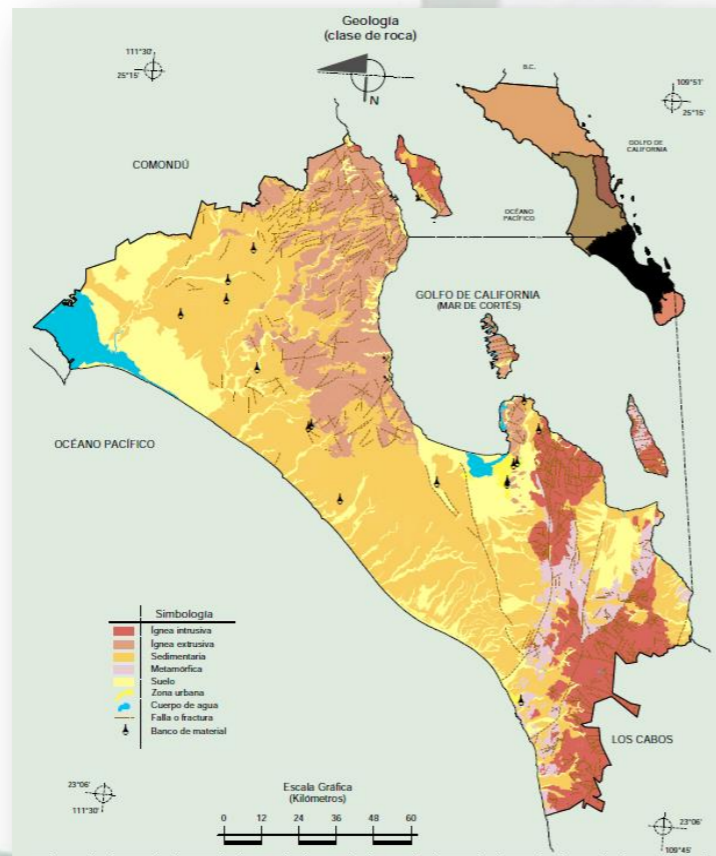 Geología
(clase de roca)
111°30'
25°15'
N
B.C.
109°51'
25°15'
GOLFO DE
CALIFORNIA
COMONDÚ
OCÉANO
PACÍFICO
GOLFO DE CALIFORNIA
(MAR DE CORTÉS)
OCÉANO PACÍFICO
Simbología
Ígnea intrusiva
Ígnea extrusiva
Sedimentaria
Metamórfica
Suelo
Zona urbana
Cuerpo de agua
Falla o fractura
Banco de material
LOS CABOS
23°06'
111°30'
Escala Gráfica
(Kilómetros)
0 12 24 36 48 60
23°06'
109°45'